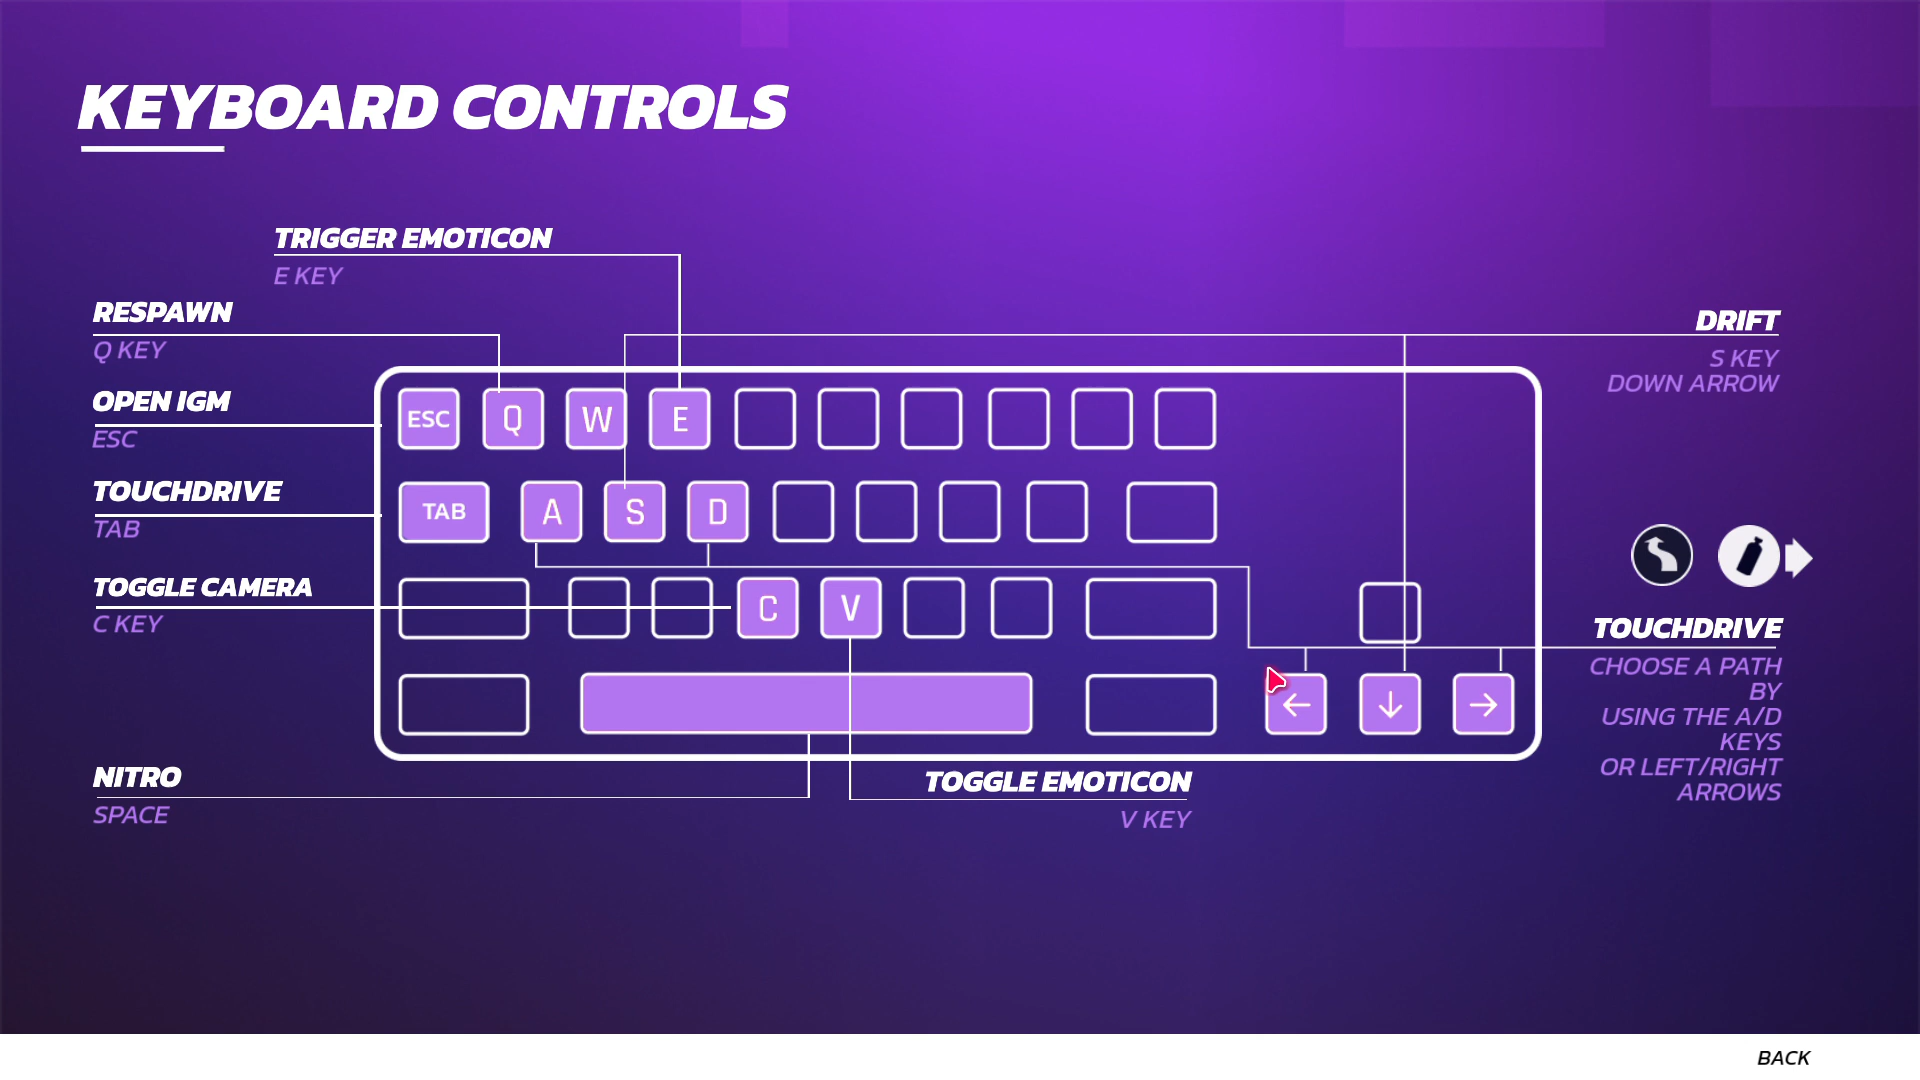 KEYBOARD CONTROLS
TRIGGER EMOTICON
E KEY
RESPAWN
Q KEY
DRIFT
S KEY
DOWN ARROW
OPEN IGM
ESC
ESC
Q
W
E
TOUCHDRIVE
TAB
TAB
A
S
D
TOGGLE CAMERA
C KEY
C
V
TOUCHDRIVE
CHOOSE A PATH
BY
USING THE A/D
KEYS
OR LEFT/RIGHT
ARROWS
NITRO
SPACE
TOGGLE EMOTICON
V KEY
BACK